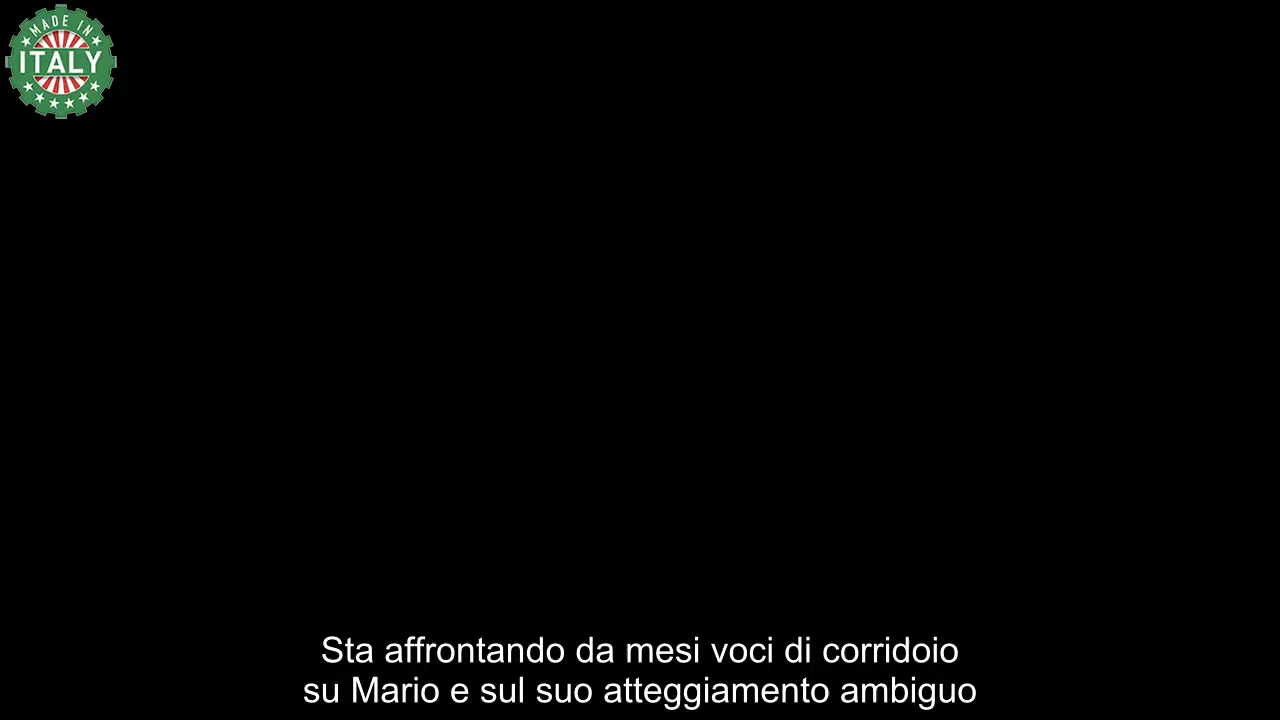 MADE IN
ITALY
Sta affrontando da mesi voci di corridoio
su Mario e sul suo atteggiamento ambiguo